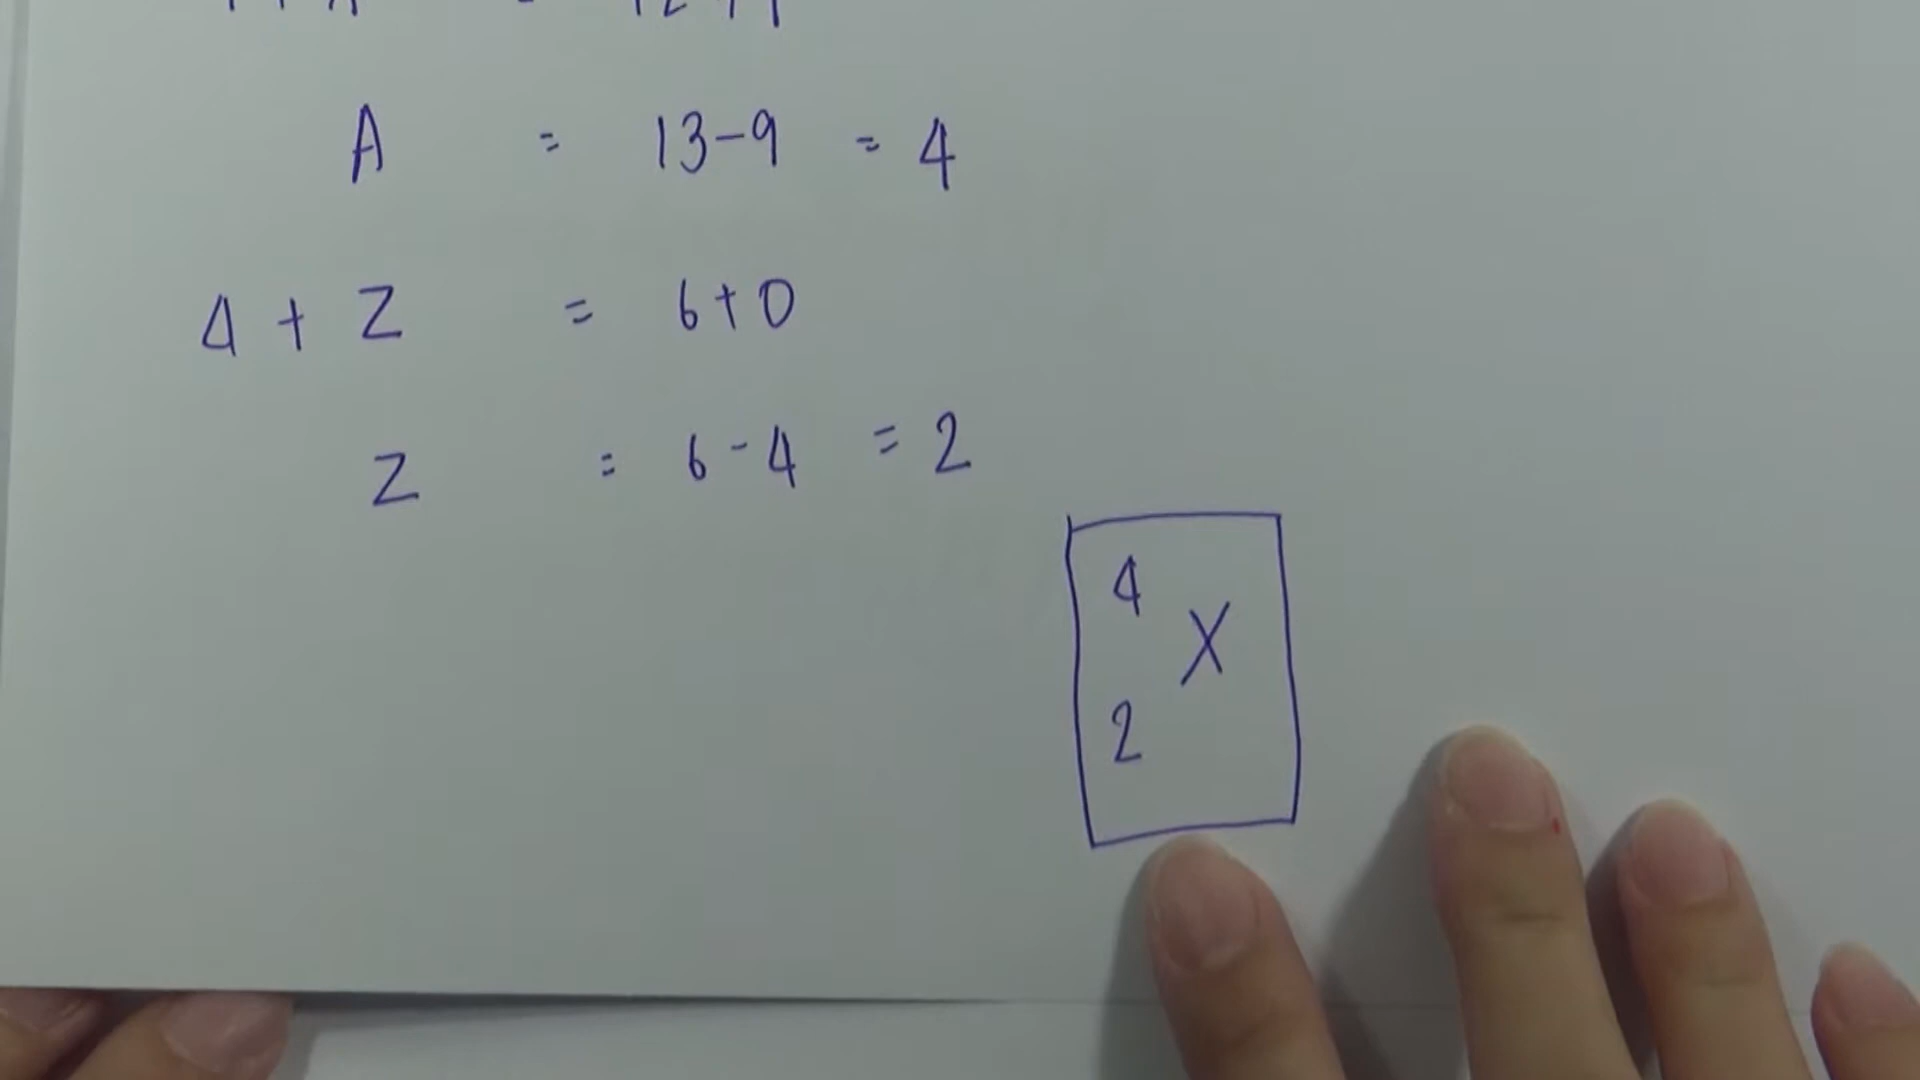 A = 13-9 = 4
4 + Z = 6+0
Z = 6-4 = 2
4
X
2